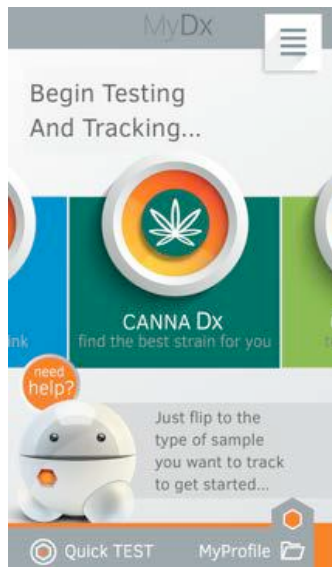 MyDx
Begin Testing
And Tracking...
CANNA Dx
ink
find the best strain for you
need
help?
Just flip to the
type of sample
you want to track
to get started...
Quick TEST
MyProfile